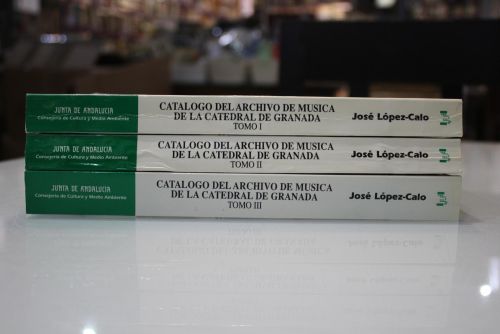 JUNTA DE ANDALUCIA
Consejería de Cultura y Medio Ambiente
CATALOGO DEL ARCHIVO DE MUSICA
DE LA CATEDRAL DE GRANADA
TOMO I
José López-Calo
JUNTA DE ANDALUCIA
Consejería de Cultura y Medio Ambiente
CATALOGO DEL ARCHIVO DE MUSICA
DE LA CATEDRAL DE GRANADA
TOMO II
José López-Calo
JUNTA DE ANDALUCIA
Consejería de Cultura y Medio Ambiente
CATALOGO DEL ARCHIVO DE MUSICA
DE LA CATEDRAL DE GRANADA
TOMO III
José López-Calo